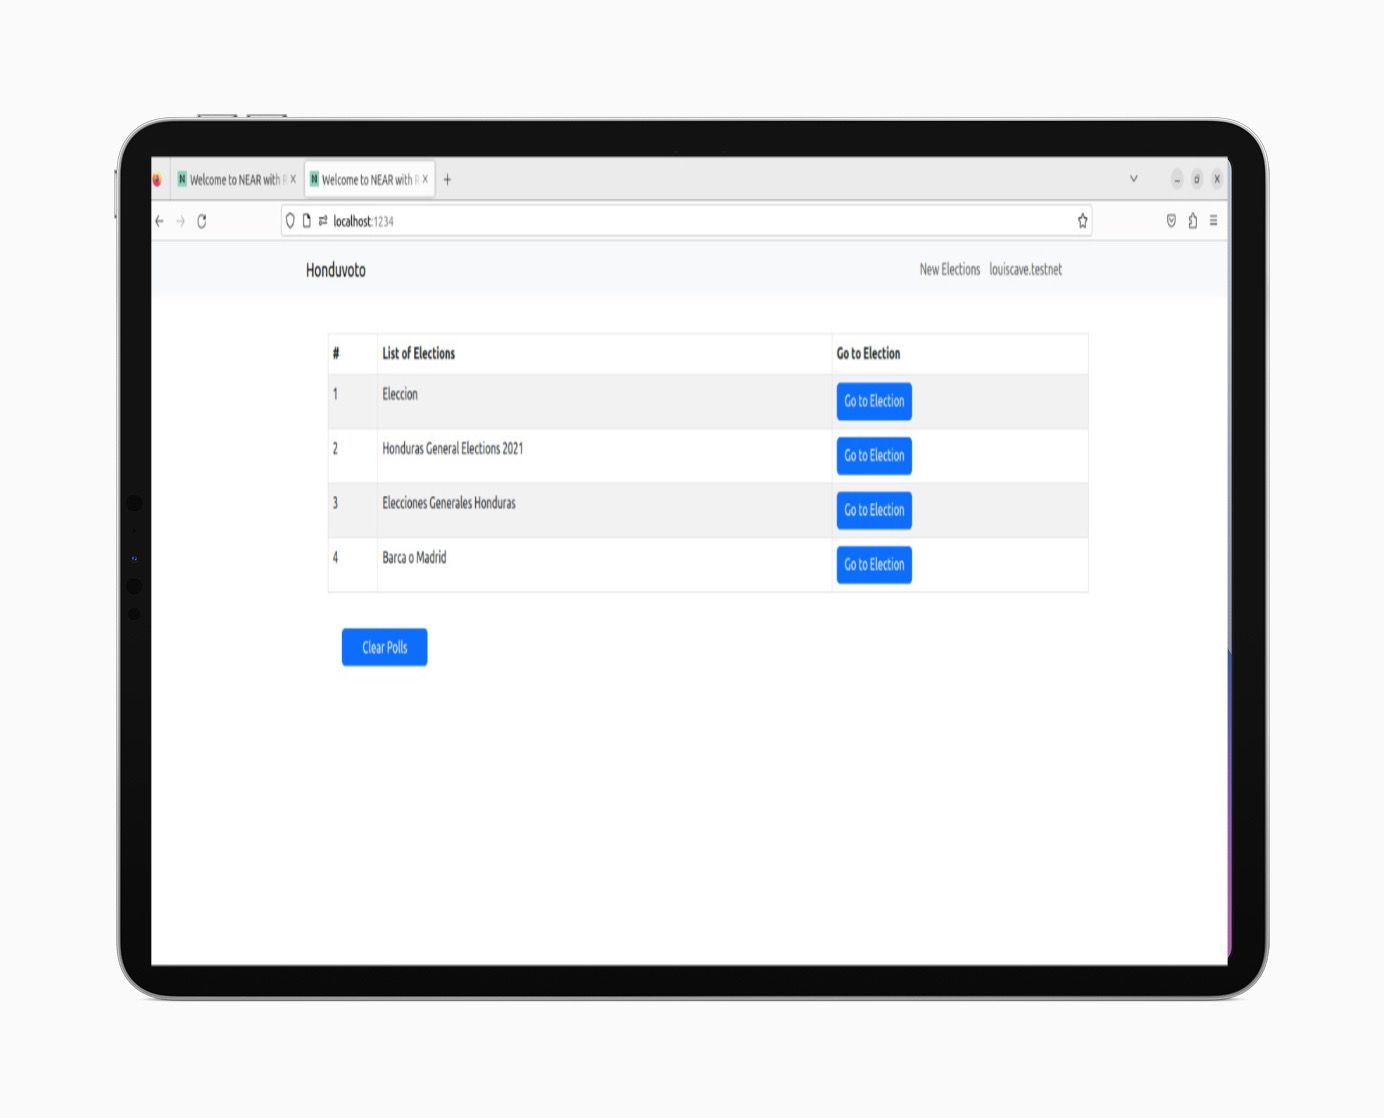 Welcome to NEAR with Welcome to NEAR with
localhost:1234
Honduvoto New Elections louiscave.testnet
# List of Elections Go to Election
1 Eleccion Go to Election
2 Honduras General Elections 2021 Go to Election
3 Elecciones Generales Honduras Go to Election
4 Barca o Madrid Go to Election
Clear Polls